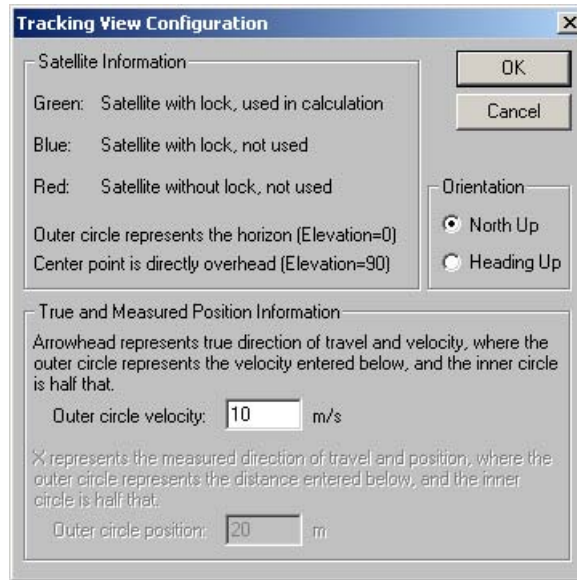 Tracking View Configuration
Satellite Information
Green: Satellite with lock, used in calculation
Blue: Satellite with lock, not used
Red: Satellite without lock, not used
Outer circle represents the horizon (Elevation=0)
Center point is directly overhead (Elevation=90)
OK
Cancel
Orientation
North Up
Heading Up
True and Measured Position Information
Arrowhead represents true direction of travel and velocity, where the
outer circle represents the velocity entered below, and the inner circle
is half that.
Outer circle velocity: 10 m/s
X represents the measured direction of travel and position, where the
outer circle represents the distance entered below, and the inner
circle is half that.
Outer circle position: 20 m